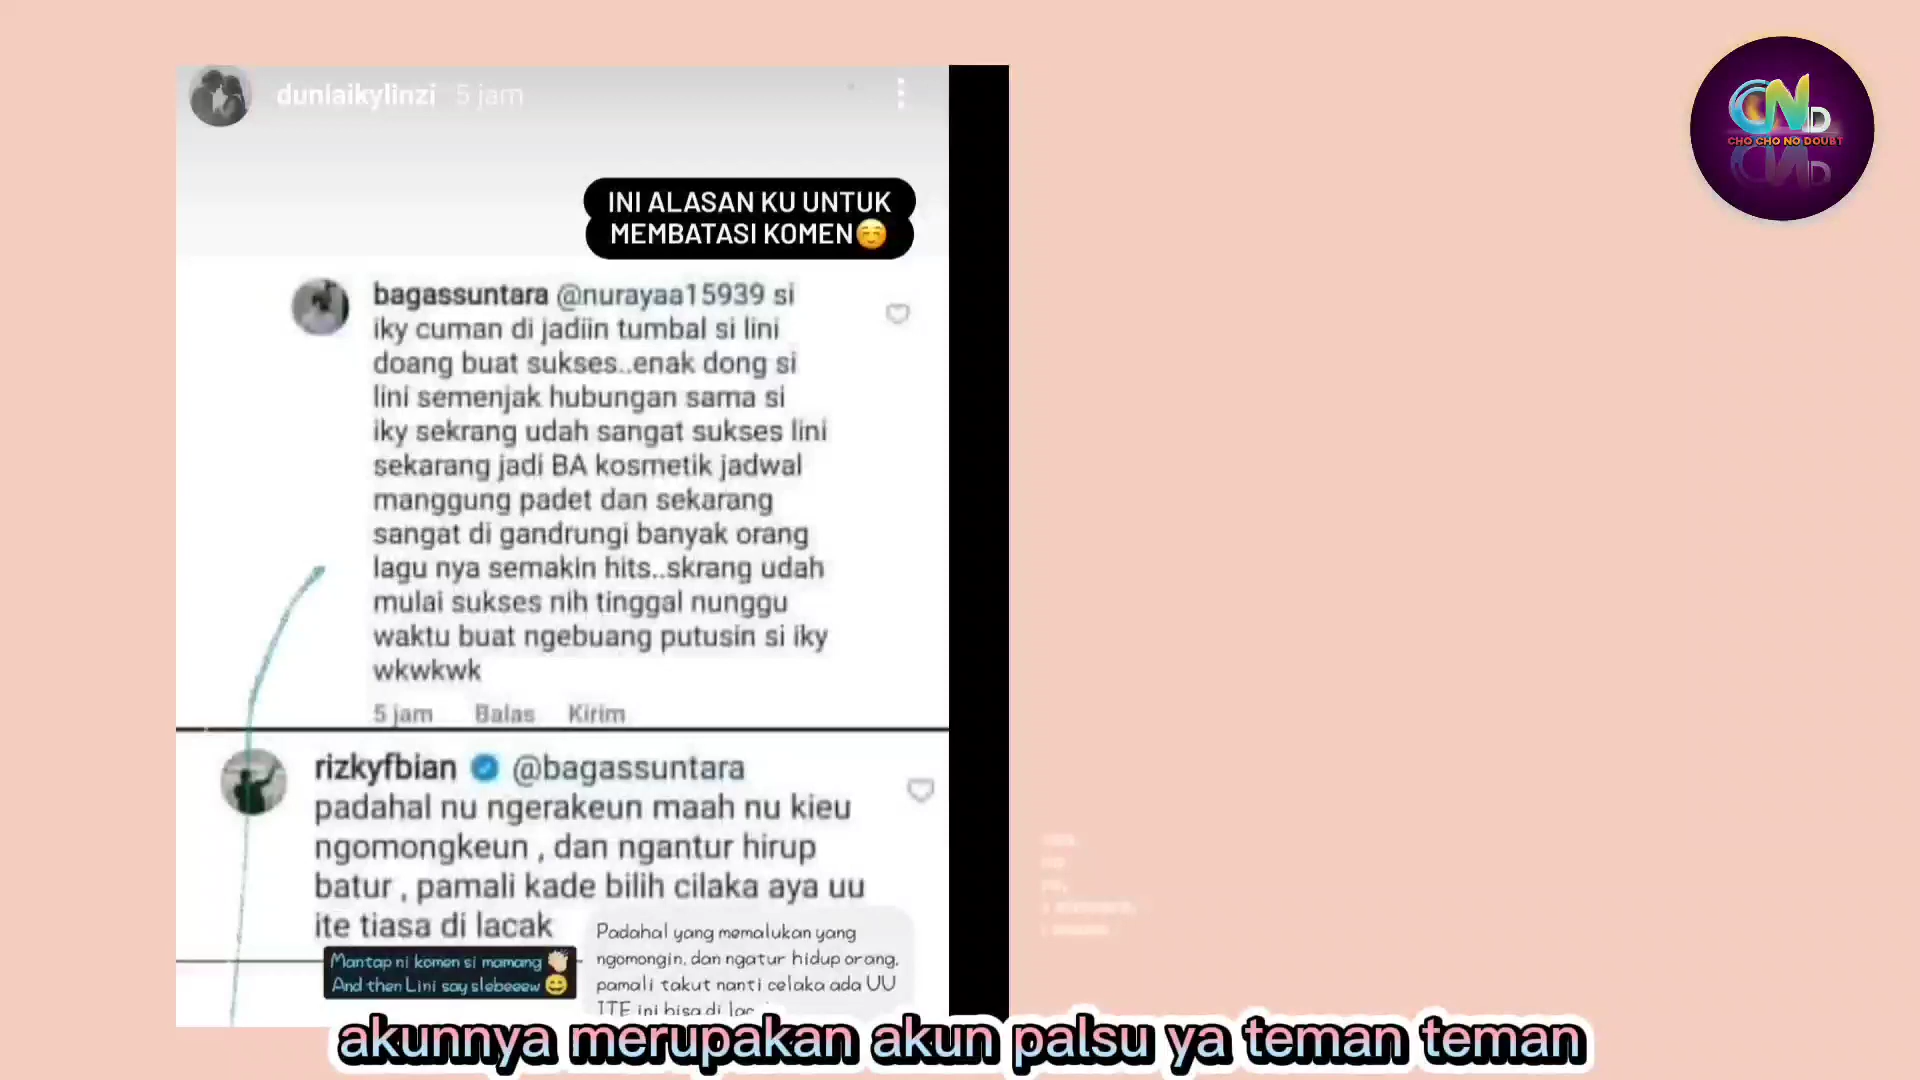 duniaikylinzi 5 jam
INI ALASAN KU UNTUK
MEMBATASI KOMEN☺️
bagassuntara @nurayaa15939 si
iky cuman di jadiin tumbal si lini
doang buat sukses..enak dong si
lini semenjak hubungan sama si
iky sekrang udah sangat sukses lini
sekarang jadi BA kosmetik jadwal
manggung padet dan sekarang
sangat di gandrungi banyak orang
lagu nya semakin hits..skrang udah
mulai sukses nih tinggal nunggu
waktu buat ngebuang putusin si iky
wkwkwk
5 jam Balas Kirim
rizkyfbian @bagassuntara
padahal nu ngerakeun maah nu kieu
ngomongkeun , dan ngantur hirup
batur , pamali kade bilih cilaka aya uu
ite tiasa di lacak
Mantap ni komen si mamang 👏🏻
And then Lini say slebeeew 😄
Padahal yang memalukan yang
ngomongin, dan ngatur hidup orang,
pamali takut nanti celaka ada UU
ITE ini bisa di
akunnya merupakan akun palsu ya teman teman
CND
CHO CHO NO DOUBT